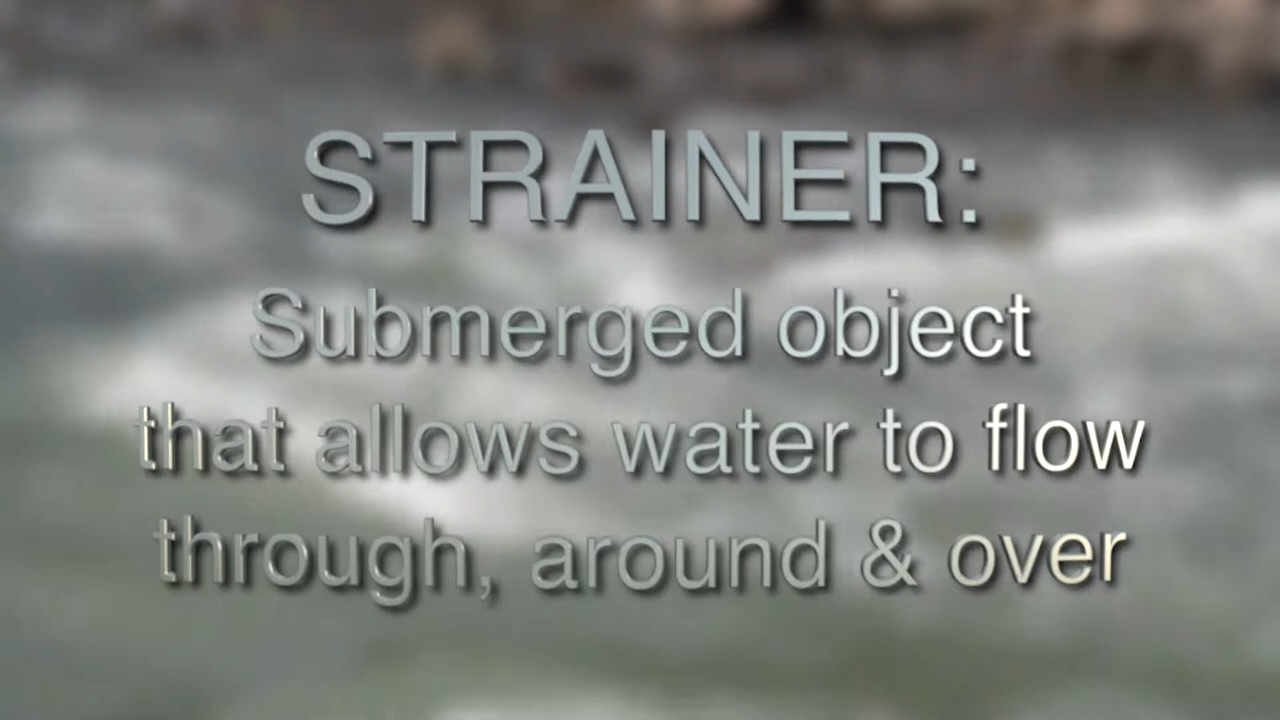 STRAINER:
Submerged object
that allows water to flow
through, around & over